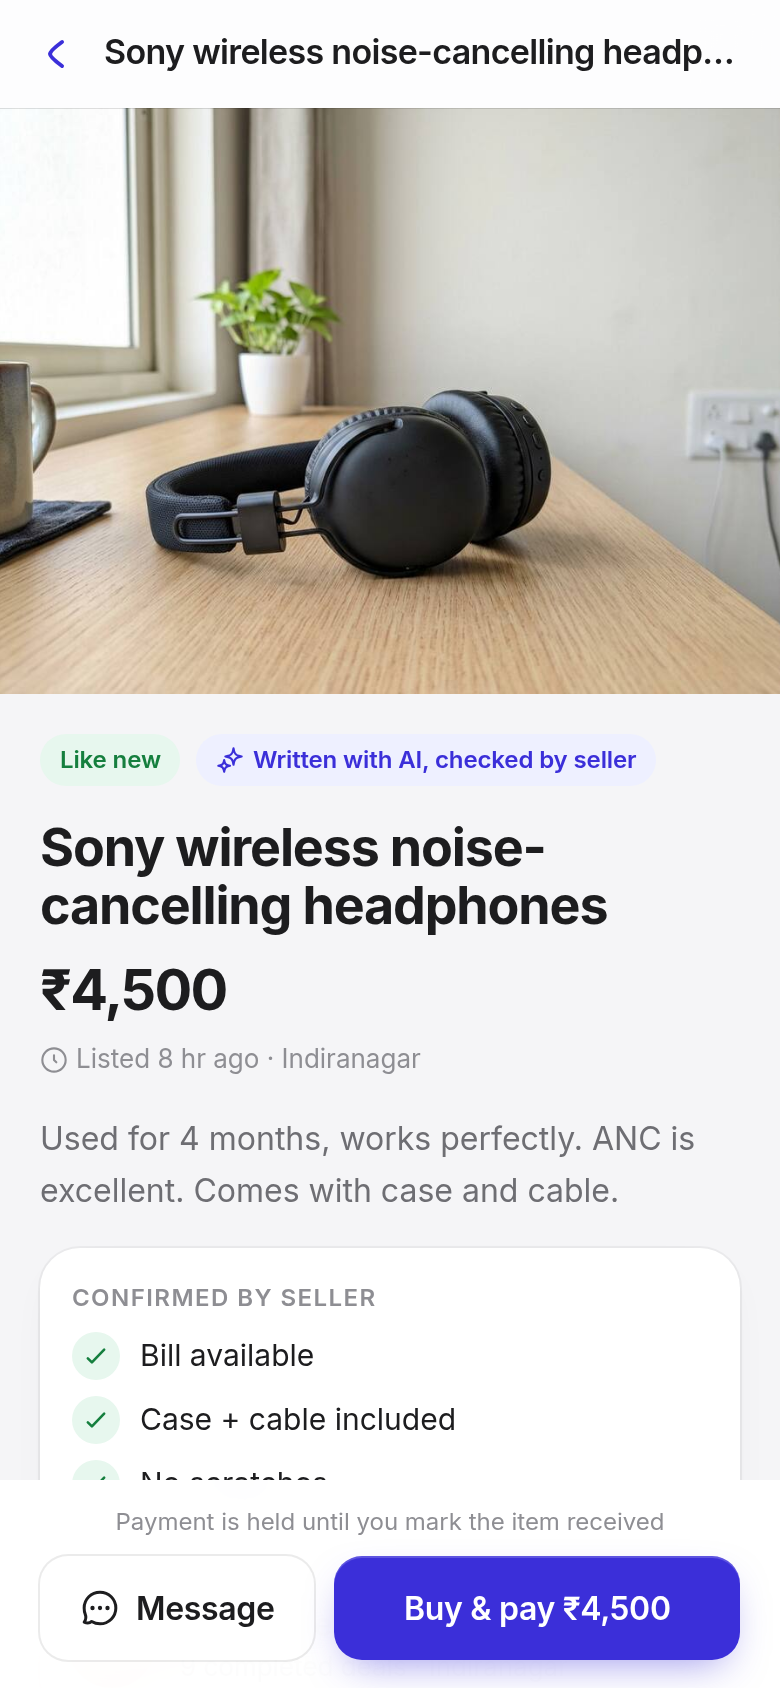 Sony wireless noise-cancelling headp...
Like new
Written with AI, checked by seller
Sony wireless noise-
cancelling headphones
₹4,500
Listed 8 hr ago · Indiranagar
Used for 4 months, works perfectly. ANC is
excellent. Comes with case and cable.
CONFIRMED BY SELLER
Bill available
Case + cable included
No scratches
Payment is held until you mark the item received
Message
Buy & pay ₹4,500